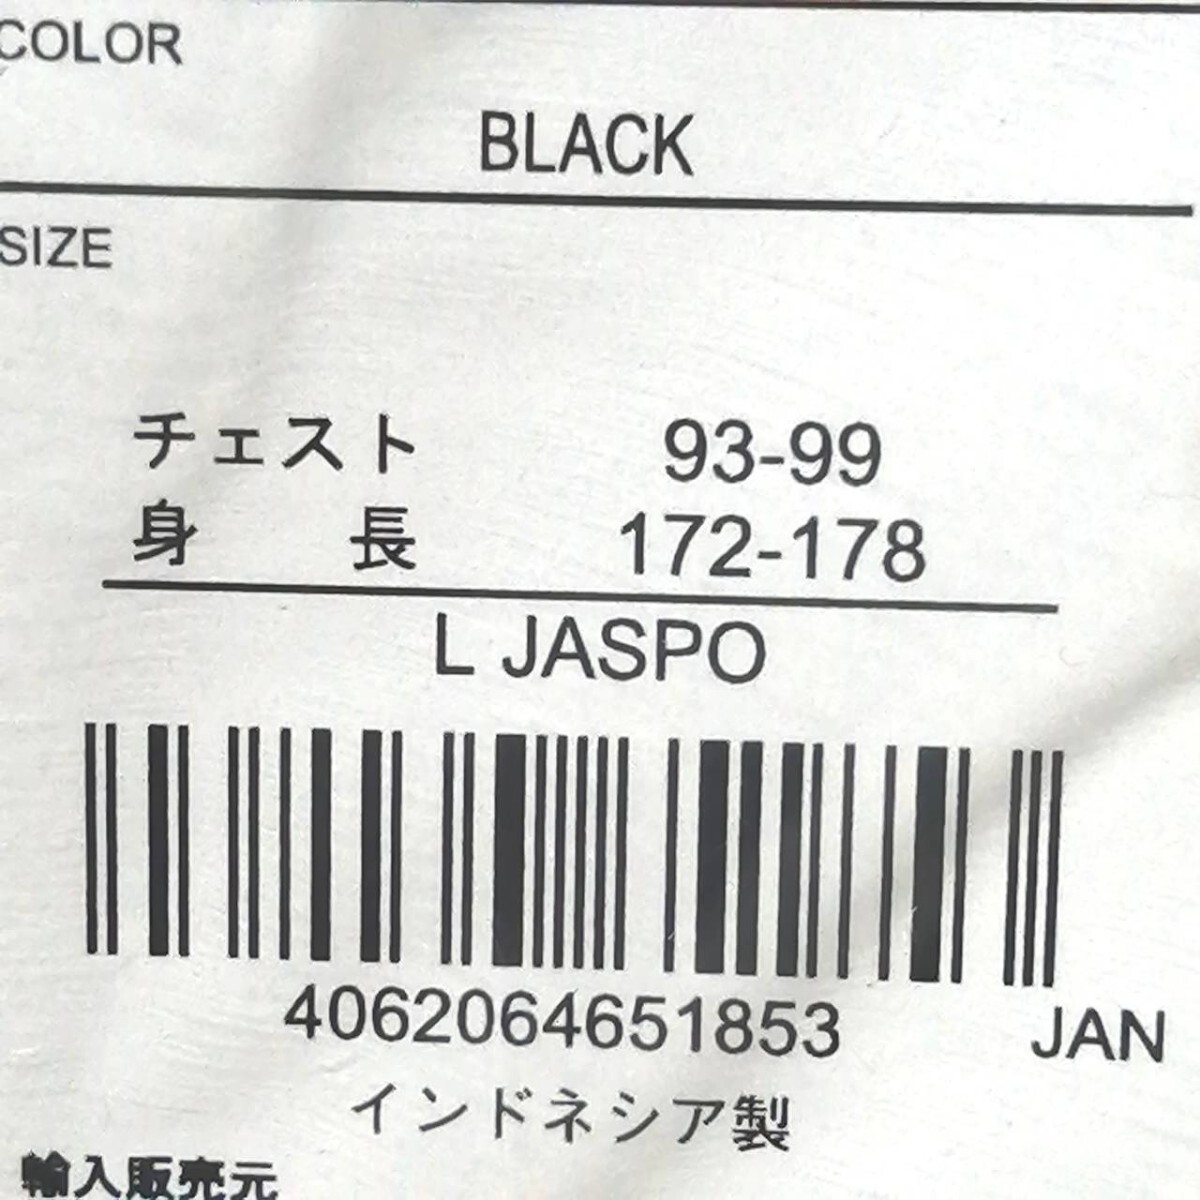 COLOR
BLACK
SIZE
チェスト 93-99
身 長 172-178
L JASPO
4062064651853 JAN
インドネシア製
輸入販売元